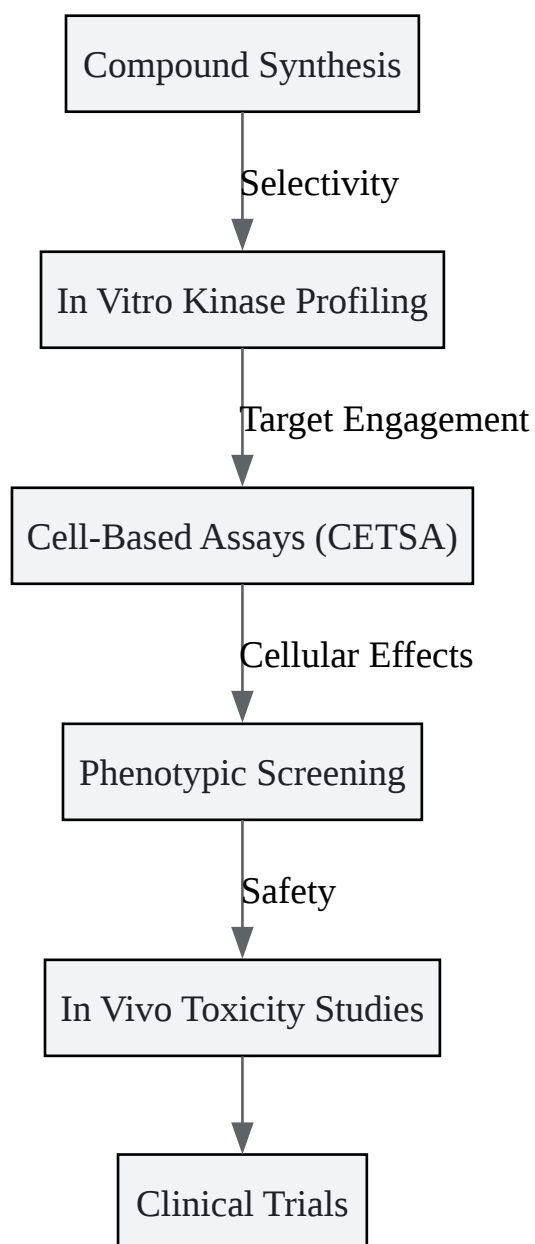 Compound Synthesis
Selectivity
In Vitro Kinase Profiling
Target Engagement
Cell-Based Assays (CETSA)
Cellular Effects
Phenotypic Screening
Safety
In Vivo Toxicity Studies
Clinical Trials